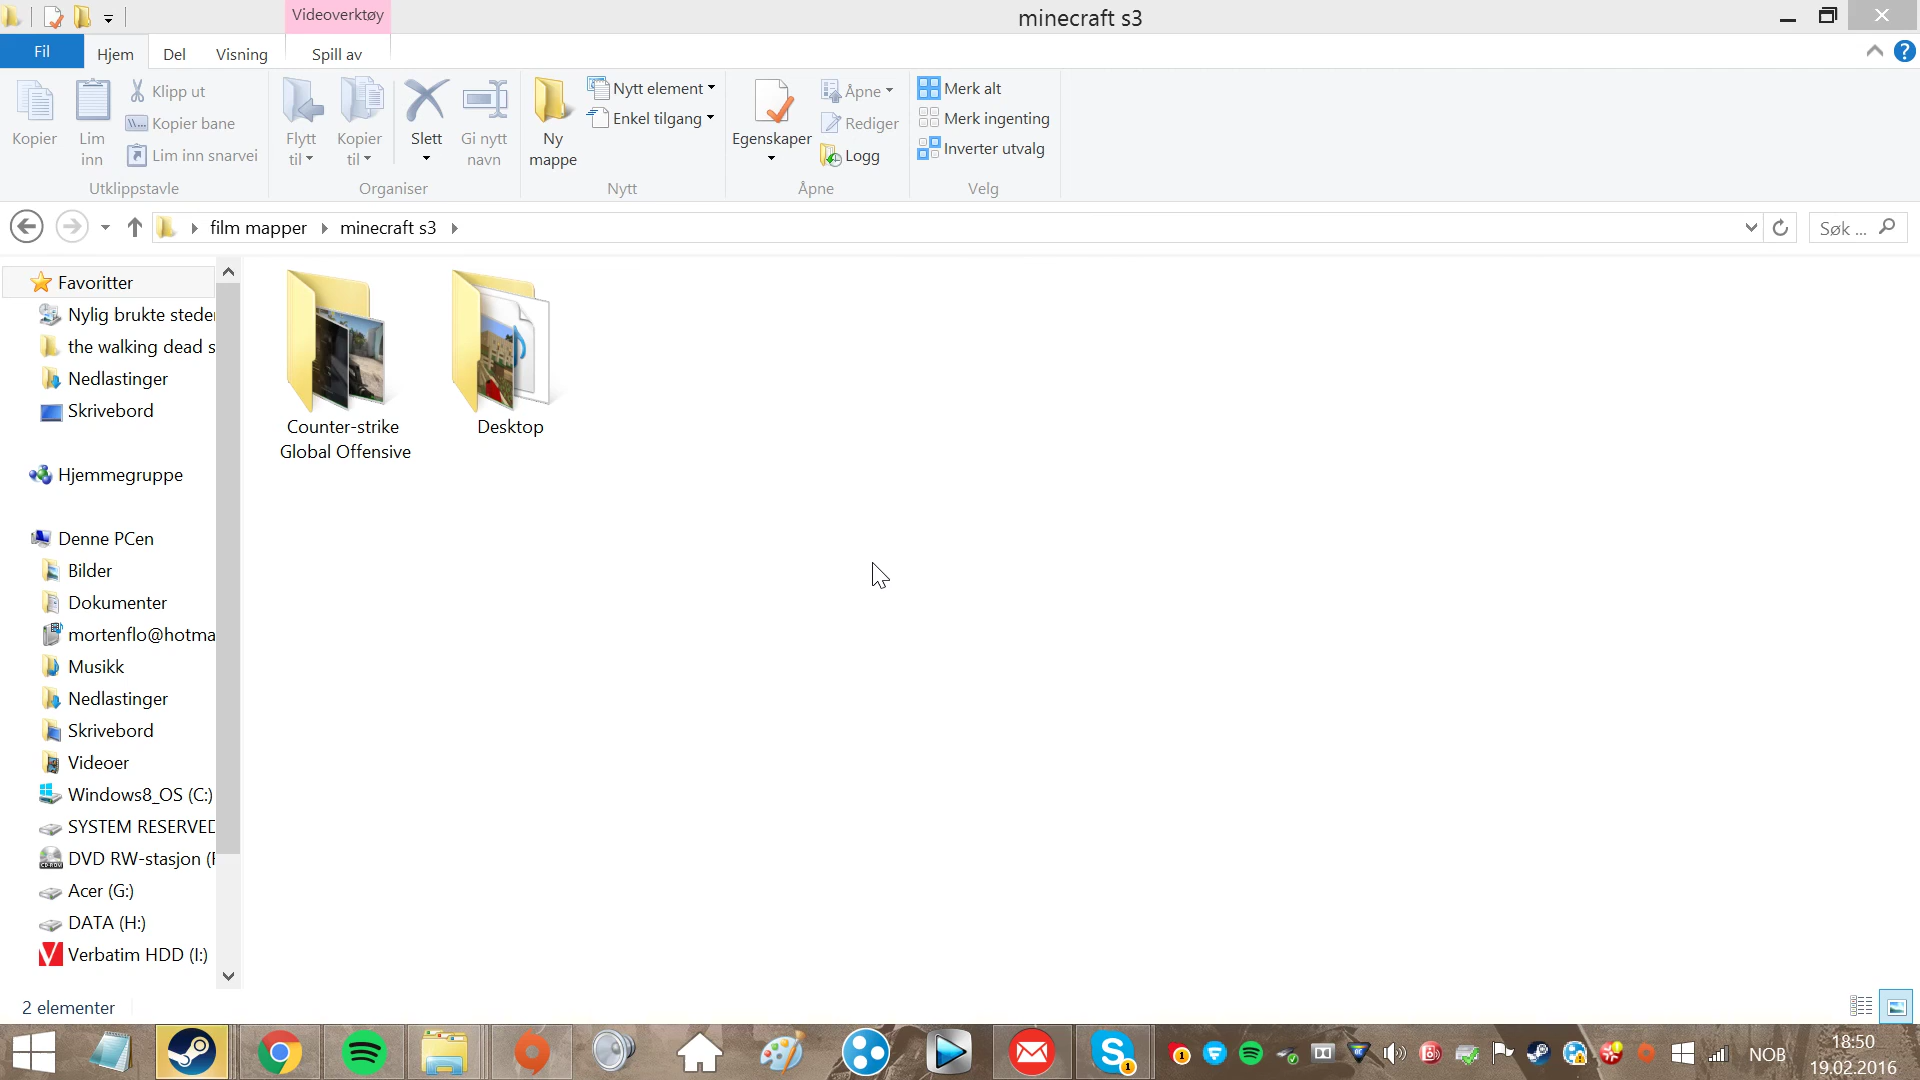 Videoverktøy
minecraft s3
Fil
Hjem
Del
Visning
Spill av
Kopier
Lim
inn
Klipp ut
Kopier bane
Lim inn snarvei
Utklippstavle
Flytt
til
Kopier
til
Slett
Gi nytt
navn
Organiser
Ny
mappe
Nytt element
Enkel tilgang
Nytt
Egenskaper
Åpne
Rediger
Logg
Åpne
Merk alt
Merk ingenting
Inverter utvalg
Velg
film mapper
minecraft s3
Søk ...
Favoritter
Nylig brukte steder
the walking dead s
Nedlastinger
Skrivebord
Hjemmegruppe
Denne PCen
Bilder
Dokumenter
mortenflo@hotma
Musikk
Nedlastinger
Skrivebord
Videoer
Windows8_OS (C:)
SYSTEM RESERVED
DVD RW-stasjon (F
Acer (G:)
DATA (H:)
Verbatim HDD (I:)
Counter-strike
Global Offensive
Desktop
2 elementer
NOB
18:50
19.02.2016